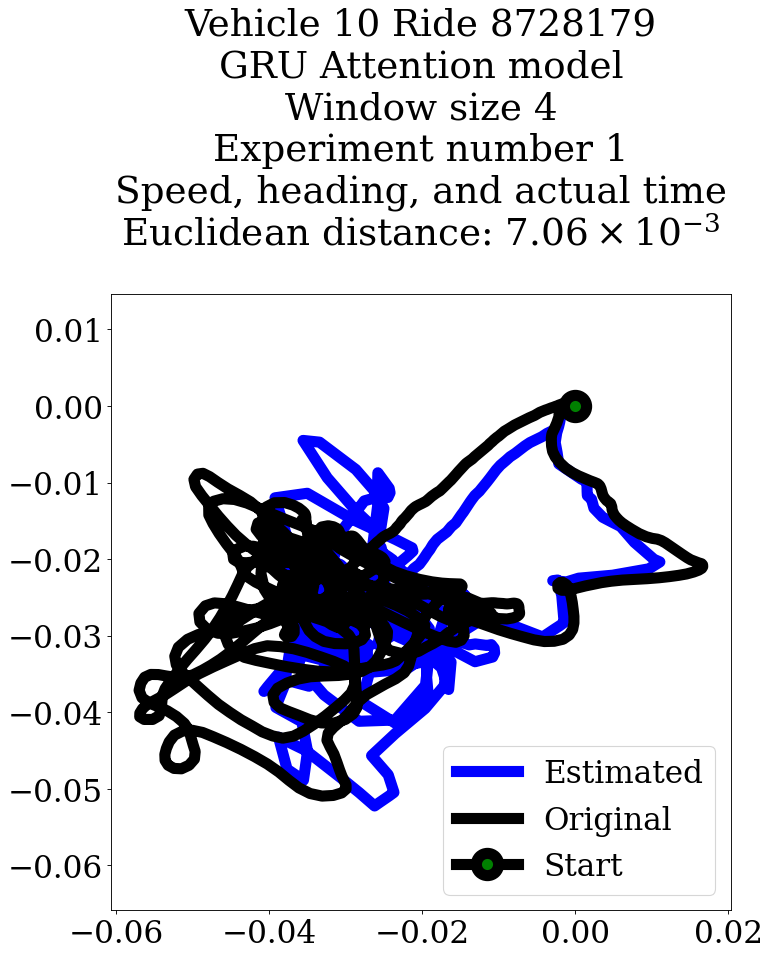 Vehicle 10 Ride 8728179
GRU Attention model
Window size 4
Experiment number 1
Speed, heading, and actual time
Euclidean distance: 7.06 × 10⁻³
0.01
0.00
−0.01
−0.02
−0.03
−0.04
−0.05
−0.06
Estimated
Original
Start
−0.06 −0.04 −0.02 0.00 0.02